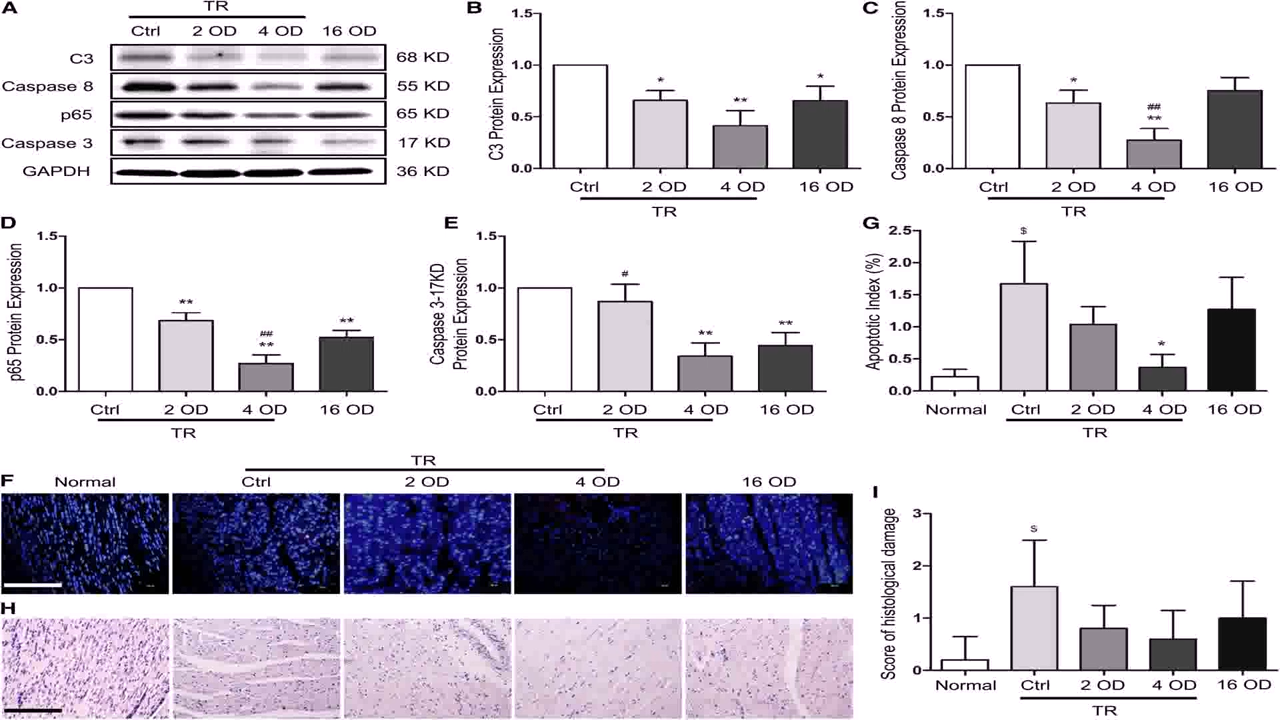 A
TR
Ctrl 2 OD 4 OD 16 OD
C3 68 KD
Caspase 8 55 KD
p65 65 KD
Caspase 3 17 KD
GAPDH 36 KD
B
C3 Protein Expression
1.5
1.0
0.5
0.0
*
**
*
Ctrl 2 OD 4 OD 16 OD
TR
C
Caspase 8 Protein Expression
1.5
1.0
0.5
0.0
*
##
**
Ctrl 2 OD 4 OD 16 OD
TR
D
p65 Protein Expression
1.5
1.0
0.5
0.0
**
##
**
**
Ctrl 2 OD 4 OD 16 OD
TR
E
Caspase 3-17KD
Protein Expression
1.5
1.0
0.5
0.0
#
**
**
Ctrl 2 OD 4 OD 16 OD
TR
G
Apoptotic Index (%)
2.5
2.0
1.5
1.0
0.5
0.0
$
*
Normal Ctrl 2 OD 4 OD 16 OD
TR
F
TR
Normal Ctrl 2 OD 4 OD 16 OD
H
I
Score of histological damage
3
2
1
0
$
Normal Ctrl 2 OD 4 OD 16 OD
TR